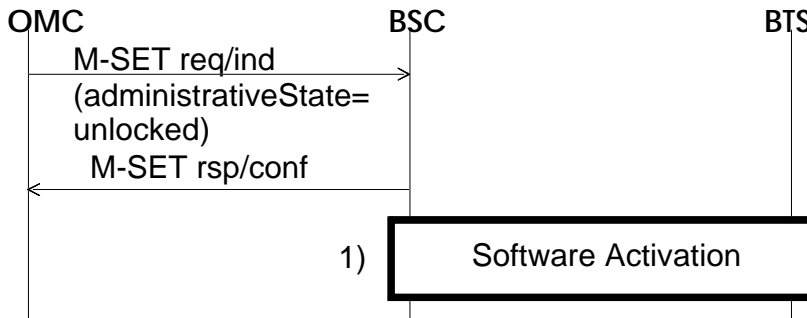 OMC BSC BTS
M-SET req/ind
(administrativeState=
unlocked)
M-SET rsp/conf
1) Software Activation